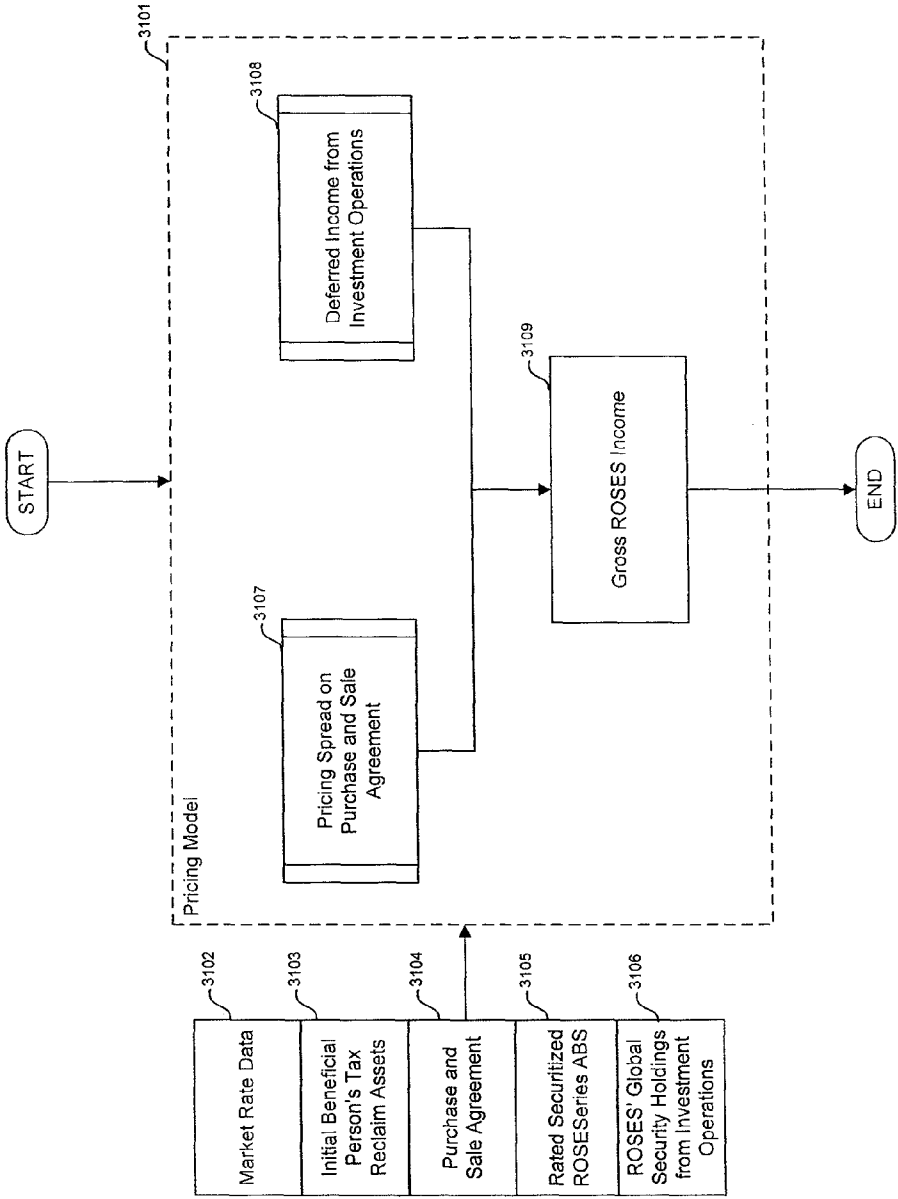 START
3101
Pricing Model
3107
Pricing Spread on
Purchase and Sale
Agreement
3108
Deferred Income from
Investment Operations
3109
Gross ROSES Income
END
3102
Market Rate Data
3103
Initial Beneficial
Person's Tax
Reclaim Assets
3104
Purchase and
Sale Agreement
3105
Rated Securitized
ROSESeries ABS
3106
ROSES' Global
Security Holdings
from Investment
Operations